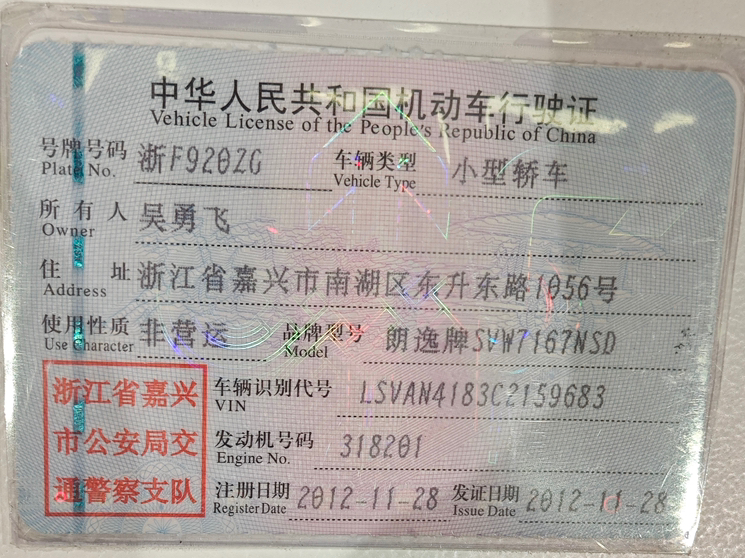 中华人民共和国机动车行驶证
Vehicle License of the People's Republic of China
号牌号码 浙F920ZG 车辆类型 小型轿车
Plate No. Vehicle Type
所有人 吴勇飞
Owner
住址 浙江省嘉兴市南湖区东升东路1056号
Address
使用性质 非营运 品牌型号 朗逸牌SVW7167NSD
Use Character Model
浙江省嘉兴
市公安局交
通警察支队
车辆识别代号 LSVAN4183C2159683
VIN
发动机号码 318201
Engine No.
注册日期 2012-11-28 发证日期 2012-11-28
Register Date Issue Date